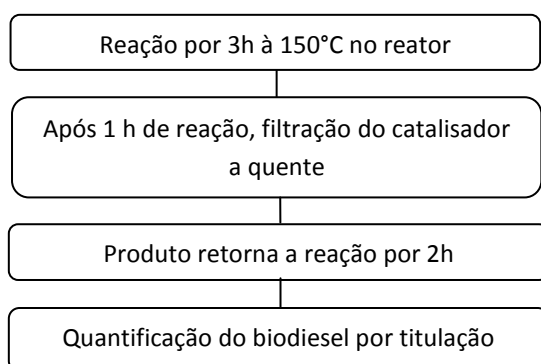 Reação por 3h à 150°C no reator
Após 1 h de reação, filtração do catalisador
a quente
Produto retorna a reação por 2h
Quantificação do biodiesel por titulação